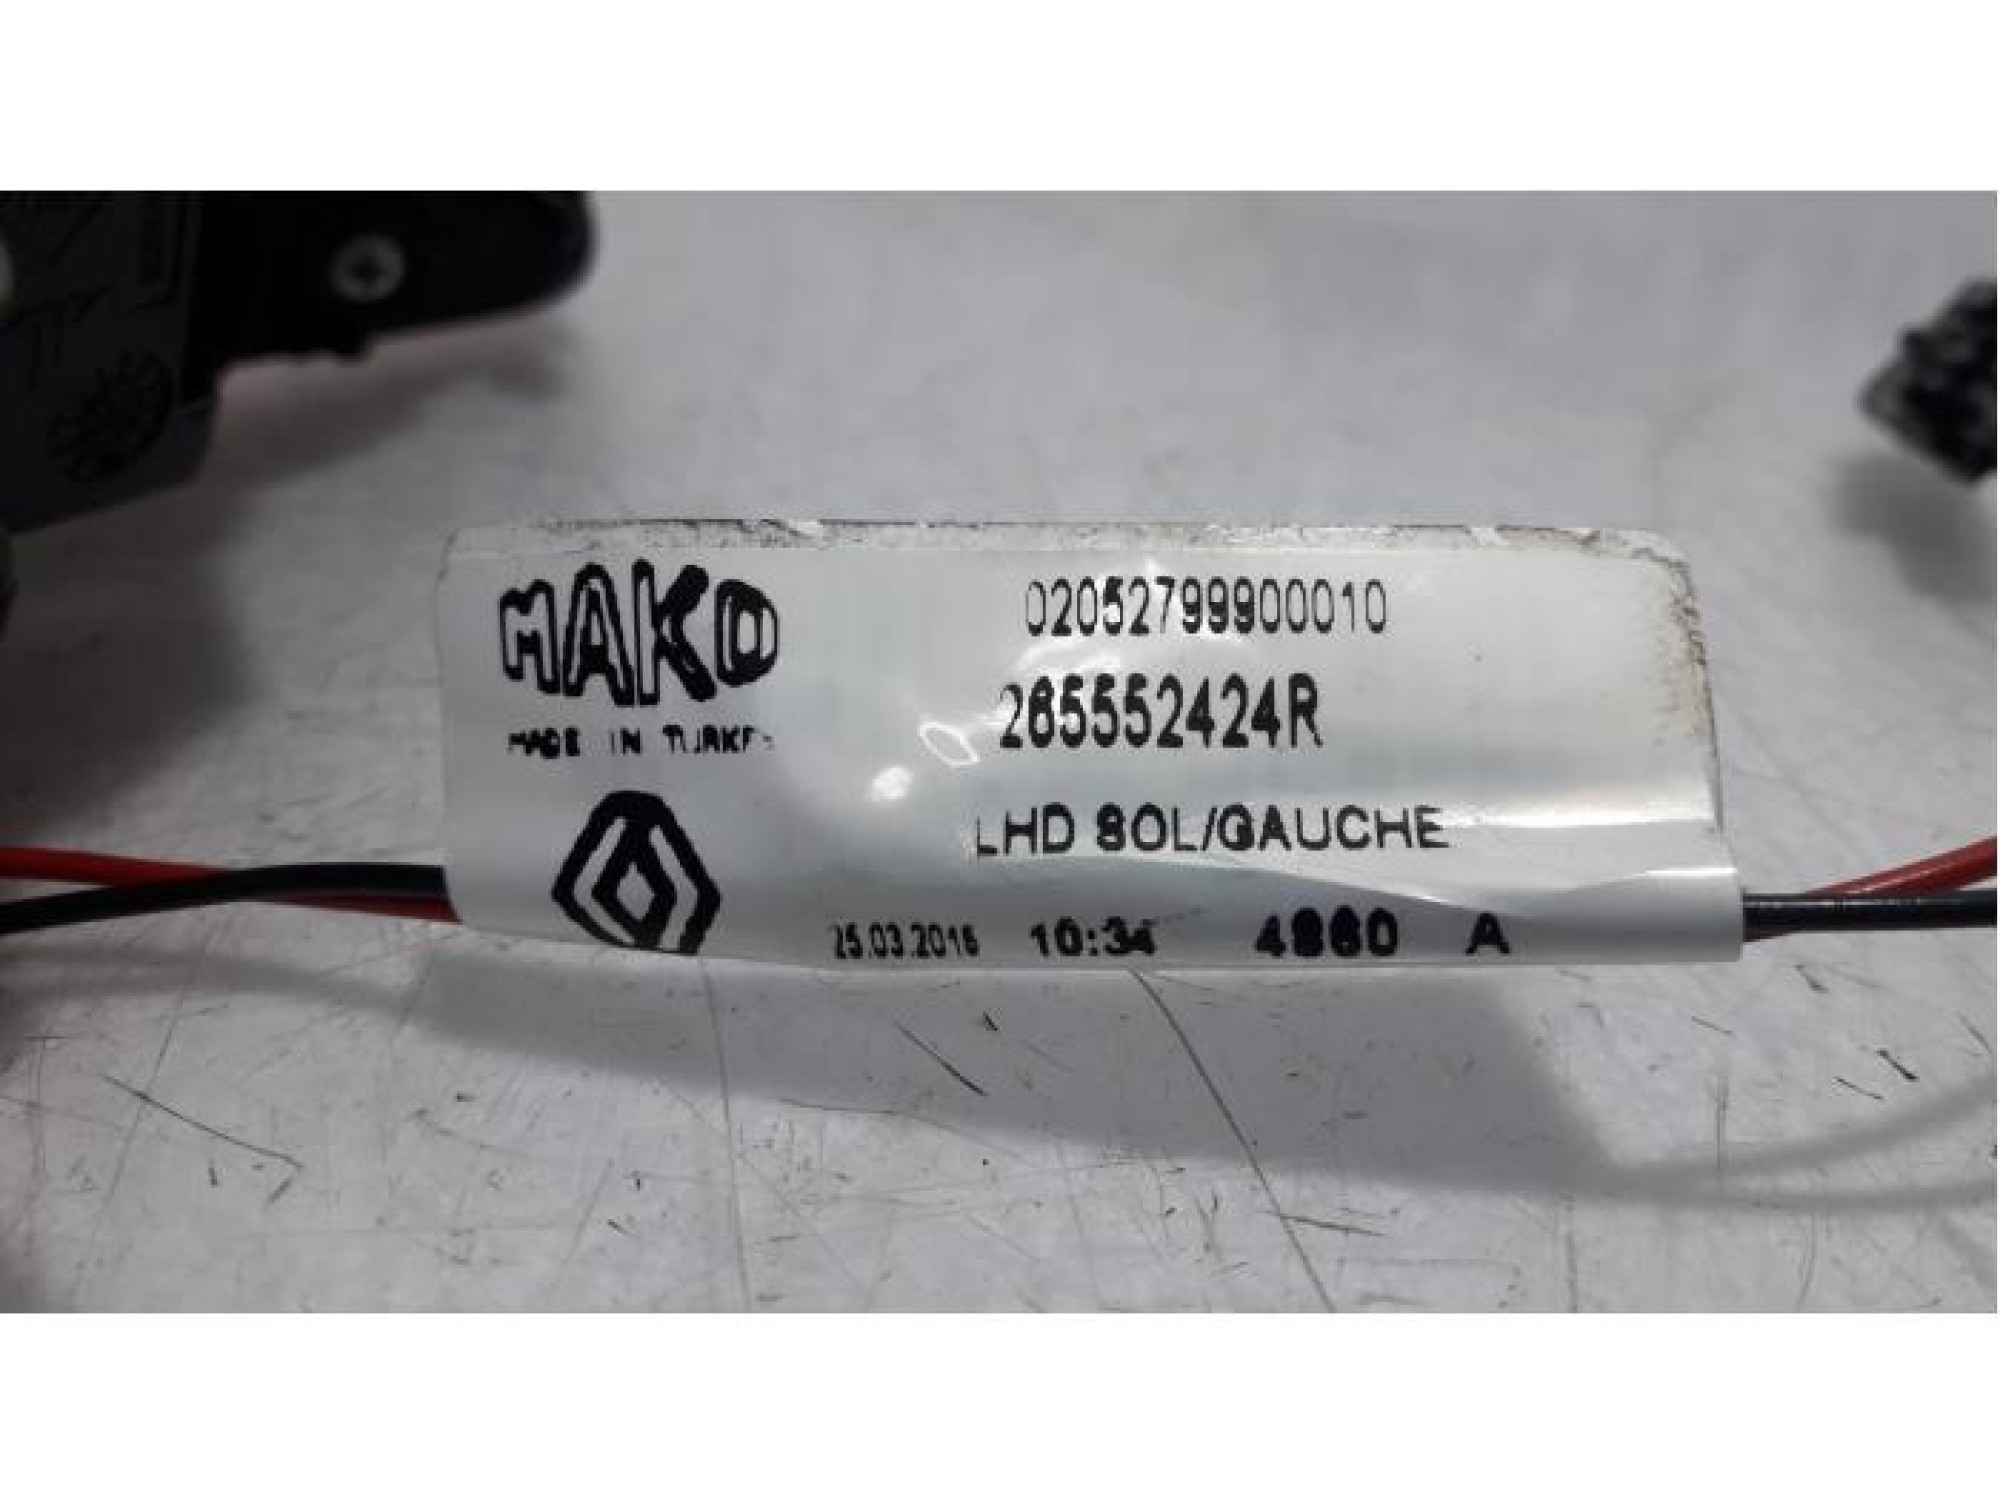 MAKO
MADE IN TURKEY
02052799900010
265552424R
LHD SOL/GAUCHE
25.03.2016 10:34 4860 A